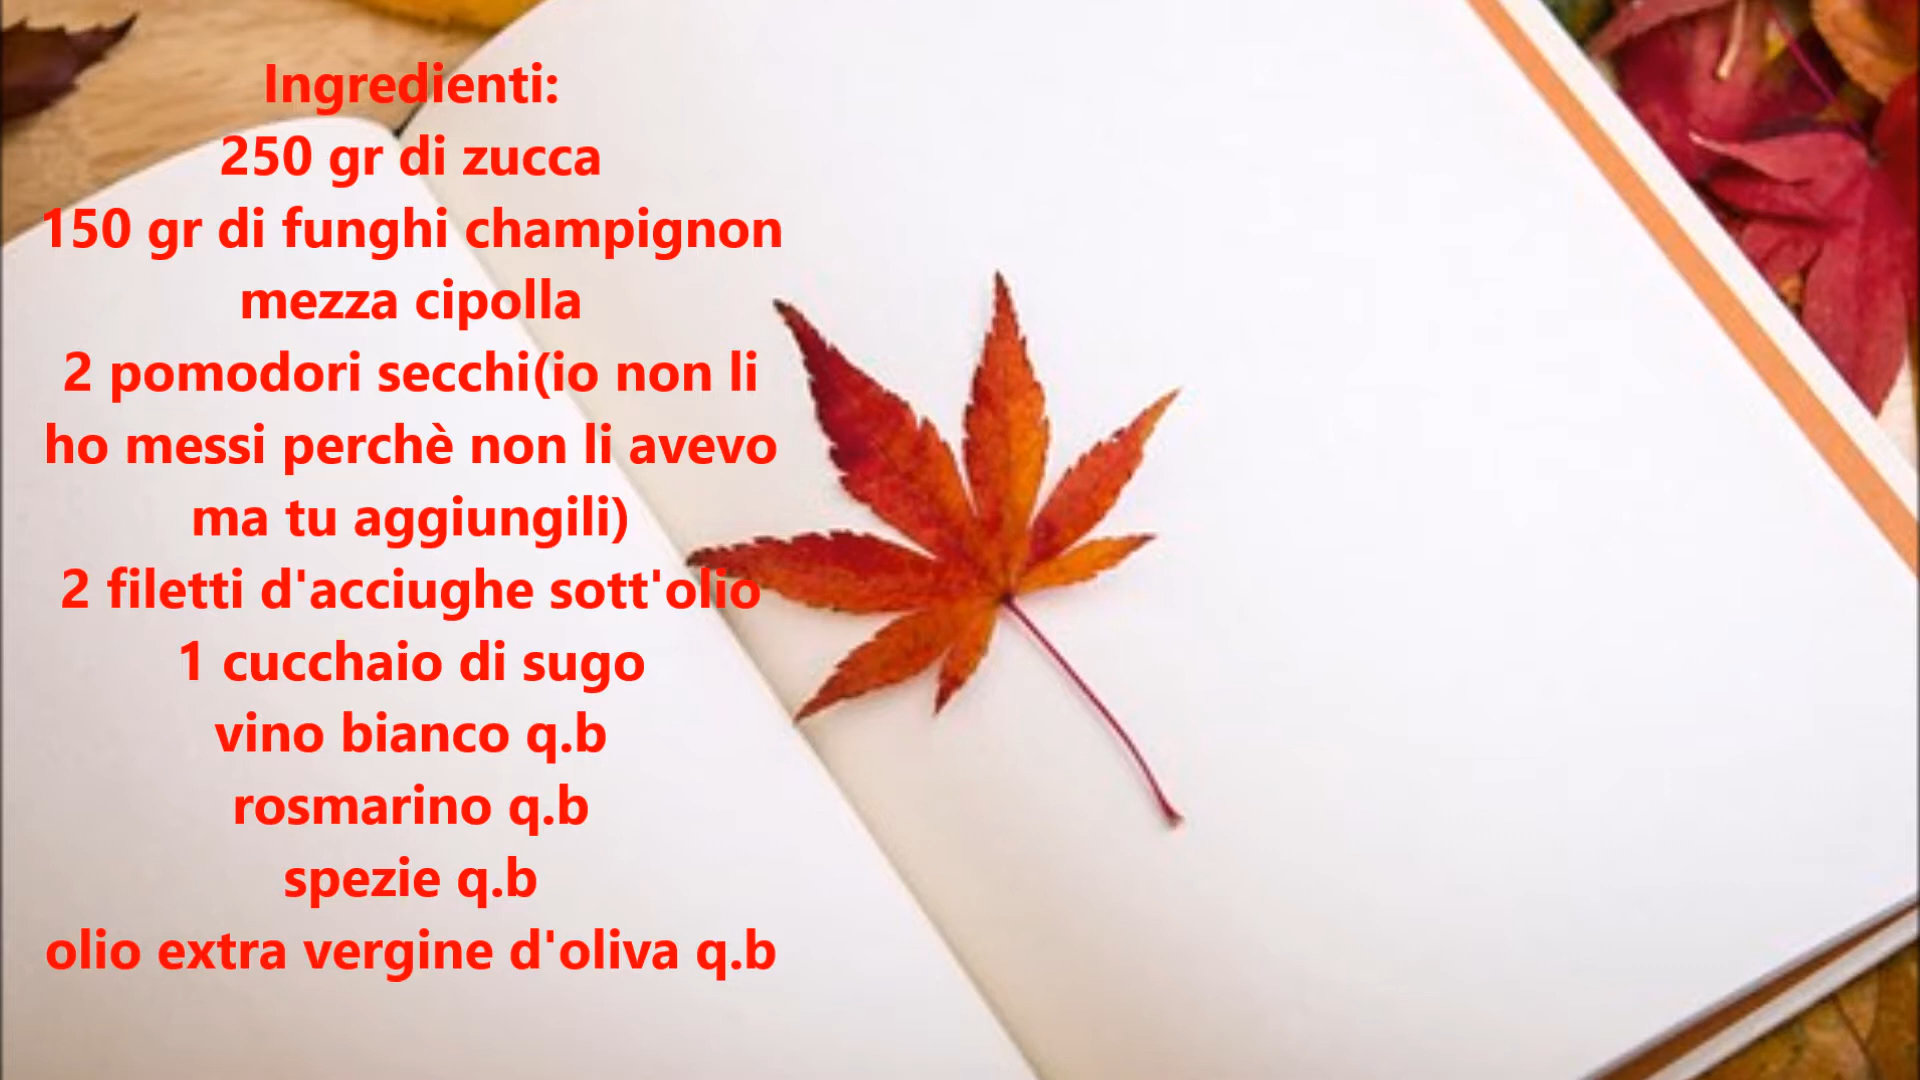 Ingredienti:
250 gr di zucca
150 gr di funghi champignon
mezza cipolla
2 pomodori secchi(io non li
ho messi perchè non li avevo
ma tu aggiungili)
2 filetti d'acciughe sott'olio
1 cucchaio di sugo
vino bianco q.b
rosmarino q.b
spezie q.b
olio extra vergine d'oliva q.b